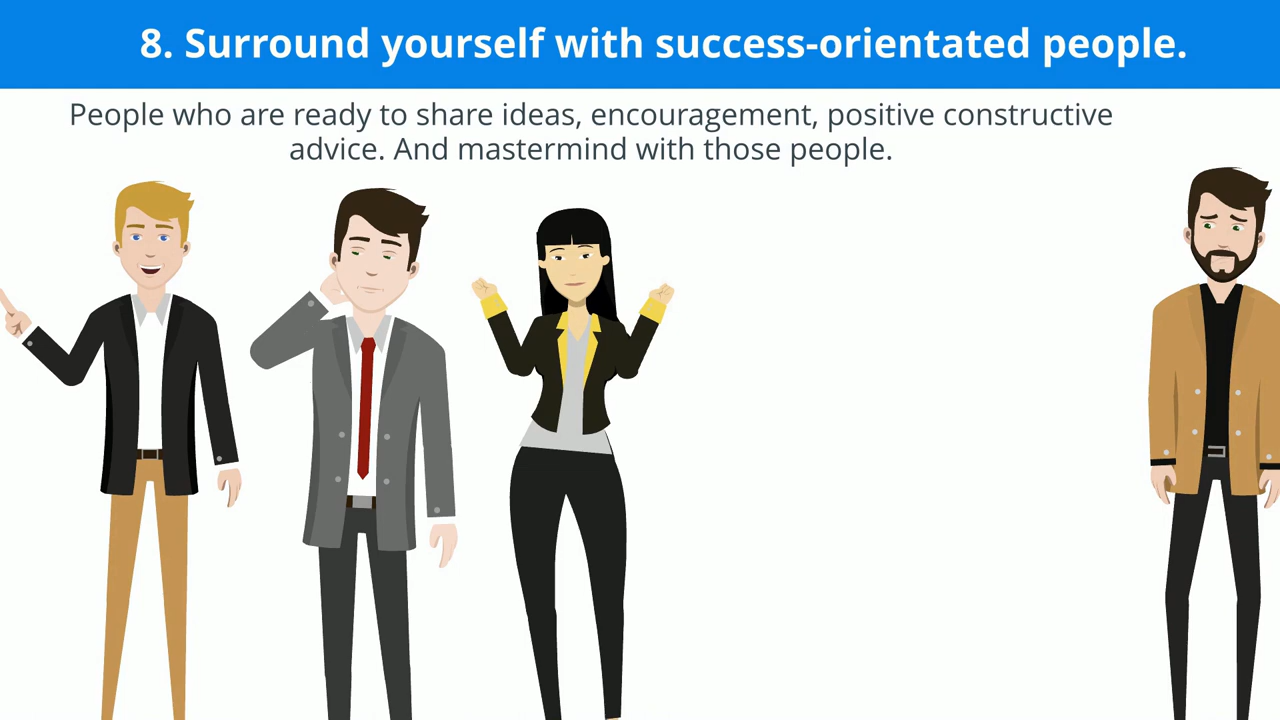 8. Surround yourself with success-orientated people.
People who are ready to share ideas, encouragement, positive constructive
advice. And mastermind with those people.